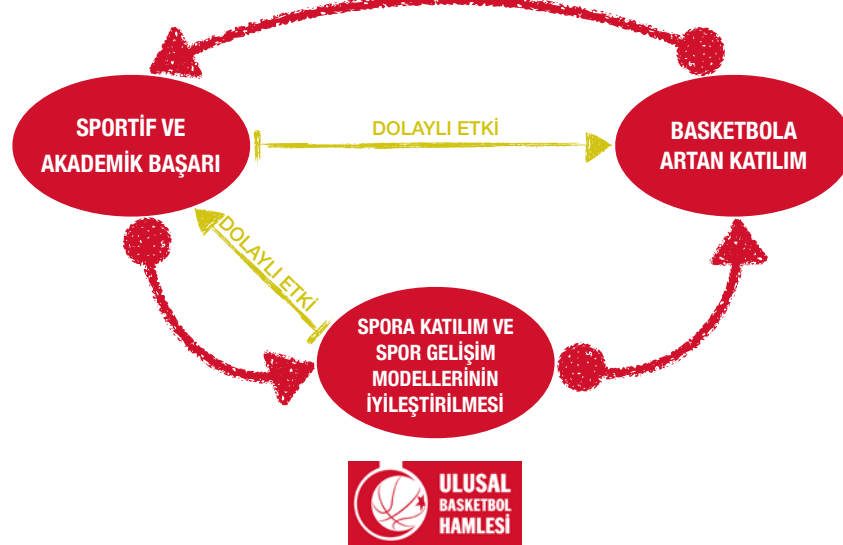 SPORTİF VE
AKADEMİK BAŞARI
DOLAYLI ETKİ
BASKETBOLA
ARTAN KATILIM
DOLAYLI ETKİ
SPORA KATILIM VE
SPOR GELİŞİM
MODELLERİNİN
İYİLEŞTİRİLMESİ
ULUSAL
BASKETBOL
HAMLESİ